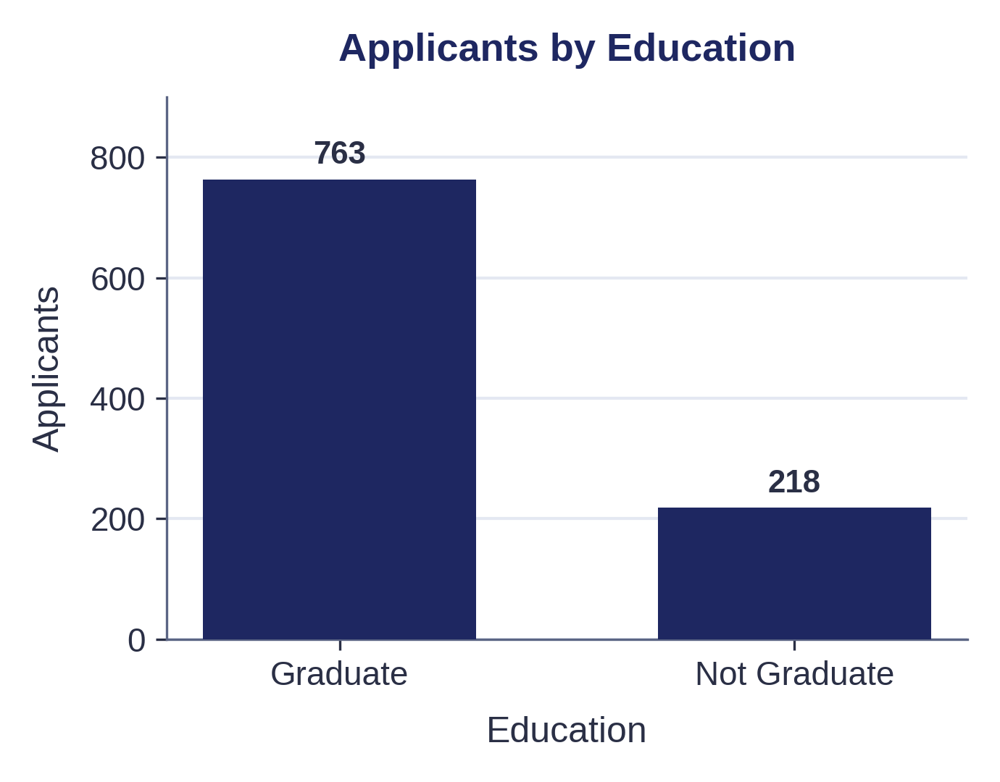 Applicants by Education
Applicants
800
600
400
200
0
763
218
Graduate
Not Graduate
Education